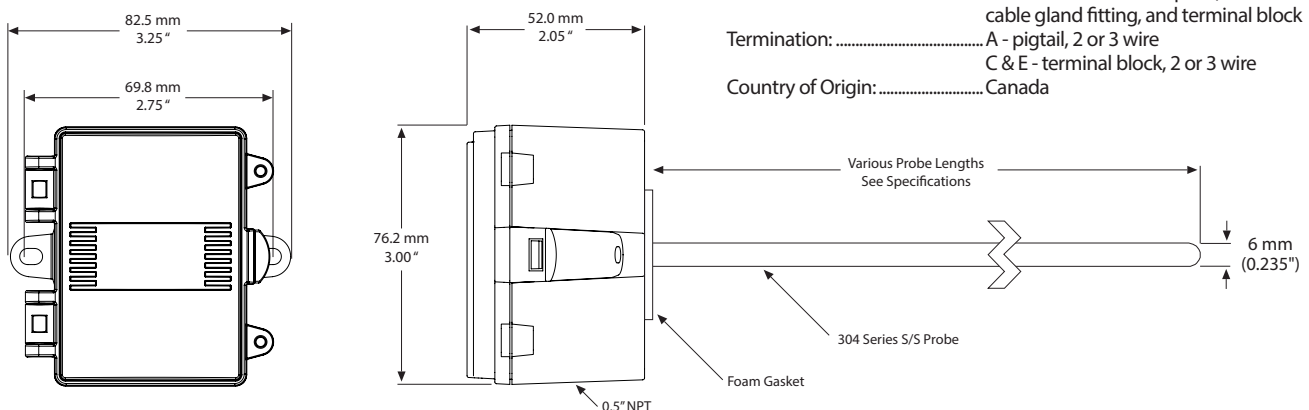 cable gland fitting, and terminal block
Termination: ....................................... A - pigtail, 2 or 3 wire
C & E - terminal block, 2 or 3 wire
Country of Origin: ............................ Canada
82.5 mm
3.25 “
69.8 mm
2.75 “
52.0 mm
2.05 “
76.2 mm
3.00 “
Various Probe Lengths
See Specifications
6 mm
(0.235")
304 Series S/S Probe
Foam Gasket
0.5” NPT